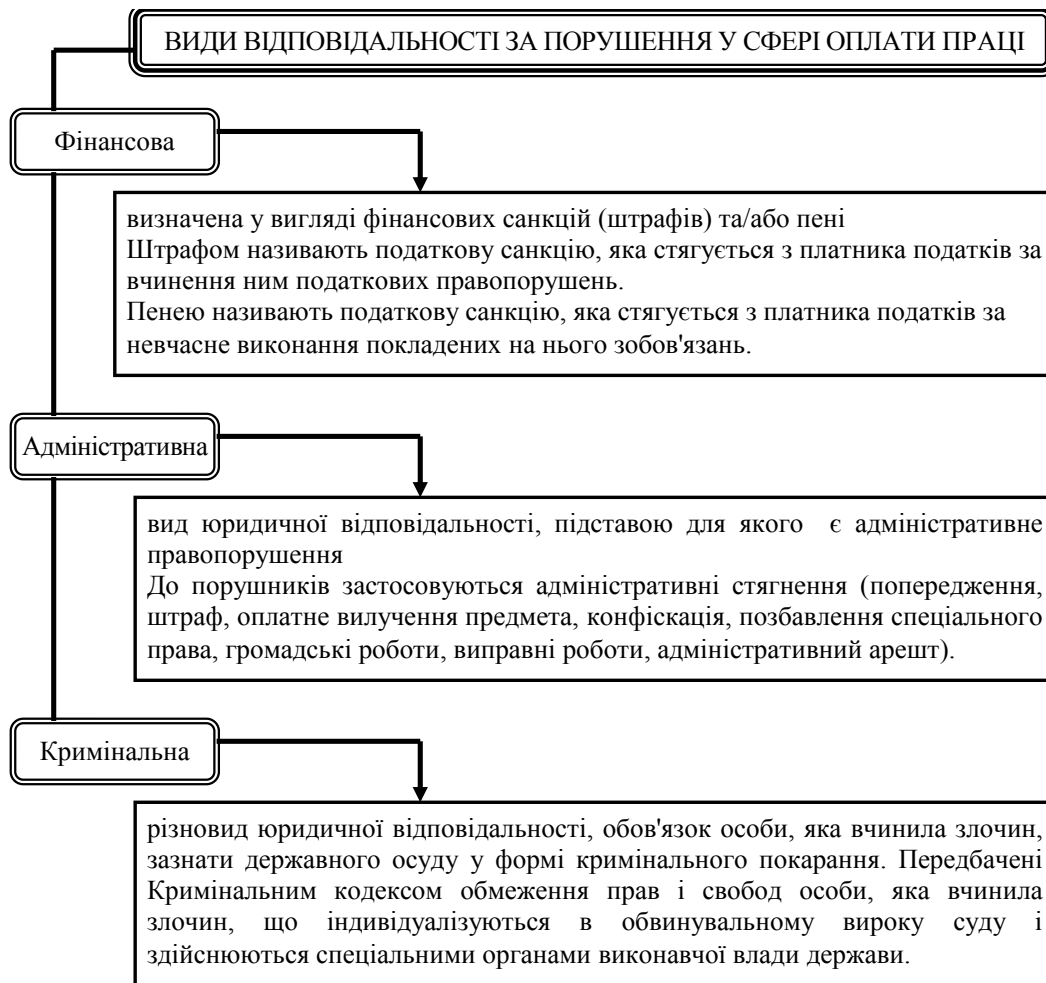 ВИДИ ВІДПОВІДАЛЬНОСТІ ЗА ПОРУШЕННЯ У СФЕРІ ОПЛАТИ ПРАЦІ
Фінансова
визначена у вигляді фінансових санкцій (штрафів) та/або пені
Штрафом називають податкову санкцію, яка стягується з платника податків за
вчинення ним податкових правопорушень.
Пенею називають податкову санкцію, яка стягується з платника податків за
невчасне виконання покладених на нього зобов'язань.
Адміністративна
вид юридичної відповідальності, підставою для якого є адміністративне
правопорушення
До порушників застосовуються адміністративні стягнення (попередження,
штраф, оплатне вилучення предмета, конфіскація, позбавлення спеціального
права, громадські роботи, виправні роботи, адміністративний арешт).
Кримінальна
різновид юридичної відповідальності, обов'язок особи, яка вчинила злочин,
зазнати державного осуду у формі кримінального покарання. Передбачені
Кримінальним кодексом обмеження прав і свобод особи, яка вчинила
злочин, що індивідуалізуються в обвинувальному вироку суду і
здійснюються спеціальними органами виконавчої влади держави.